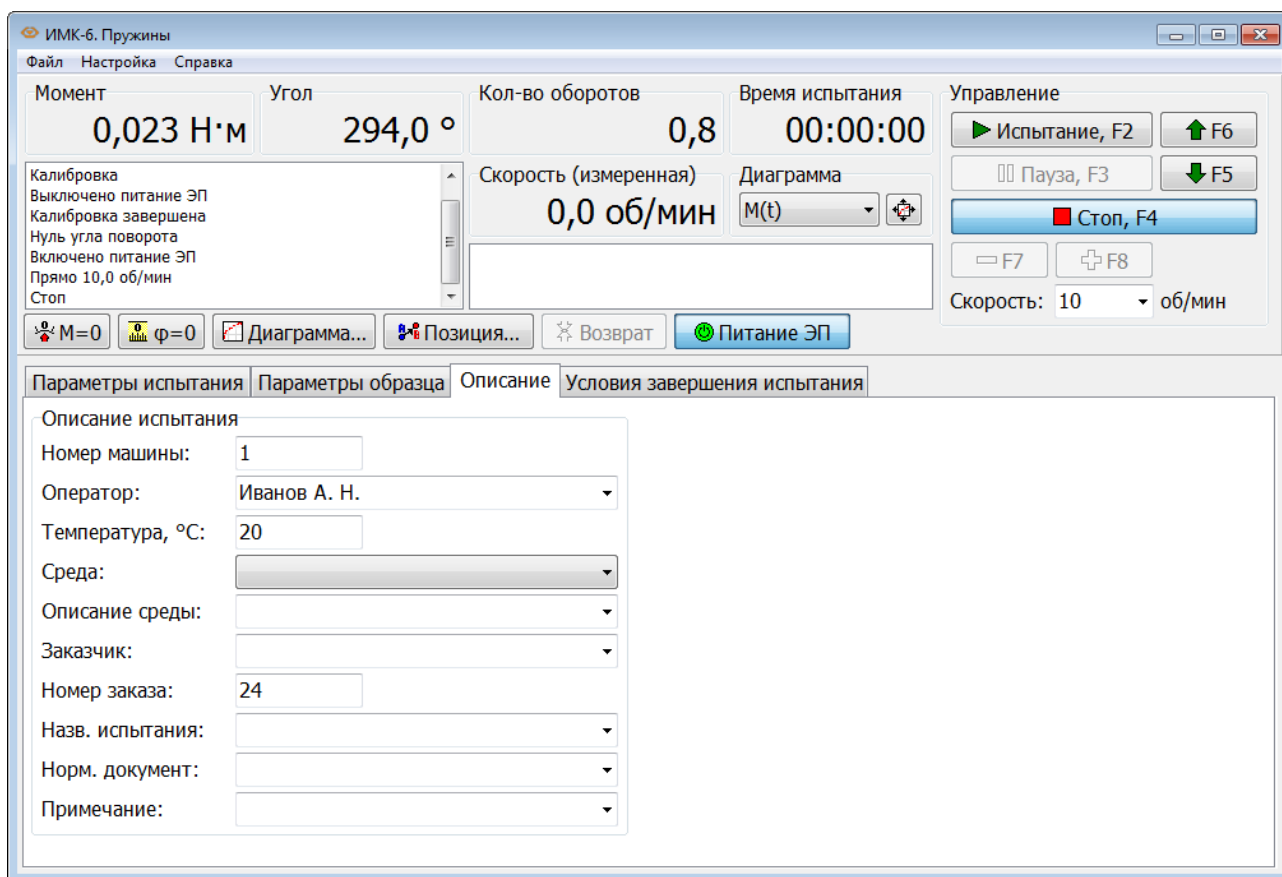 ИМК-6. Пружины
Файл Настройка Справка
Момент
0,023 Н·м
Угол
294,0 °
Кол-во оборотов
0,8
Время испытания
00:00:00
Управление
Испытание, F2
F6
Пауза, F3
F5
Стоп, F4
F7
F8
Скорость: 10 об/мин
Калибровка
Выключено питание ЭП
Калибровка завершена
Нуль угла поворота
Включено питание ЭП
Прямо 10,0 об/мин
Стоп
Скорость (измеренная)
0,0 об/мин
Диаграмма
M(t)
M=0
φ=0
Диаграмма...
Позиция...
Возврат
Питание ЭП
Параметры испытания
Параметры образца
Описание
Условия завершения испытания
Описание испытания
Номер машины: 1
Оператор: Иванов А. Н.
Температура, °C: 20
Среда:
Описание среды:
Заказчик:
Номер заказа: 24
Назв. испытания:
Норм. документ:
Примечание: